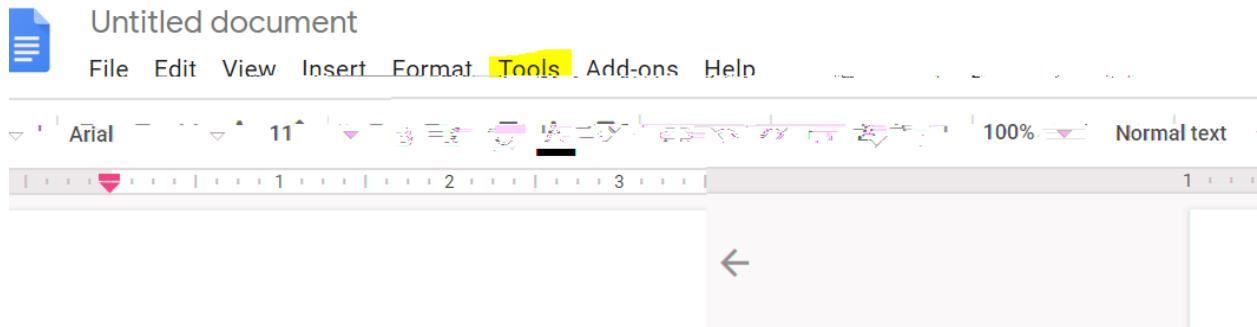 Untitled document
File Edit View Insert Format Tools Add-ons Help
Arial 11 100% Normal text
1 2 3 1